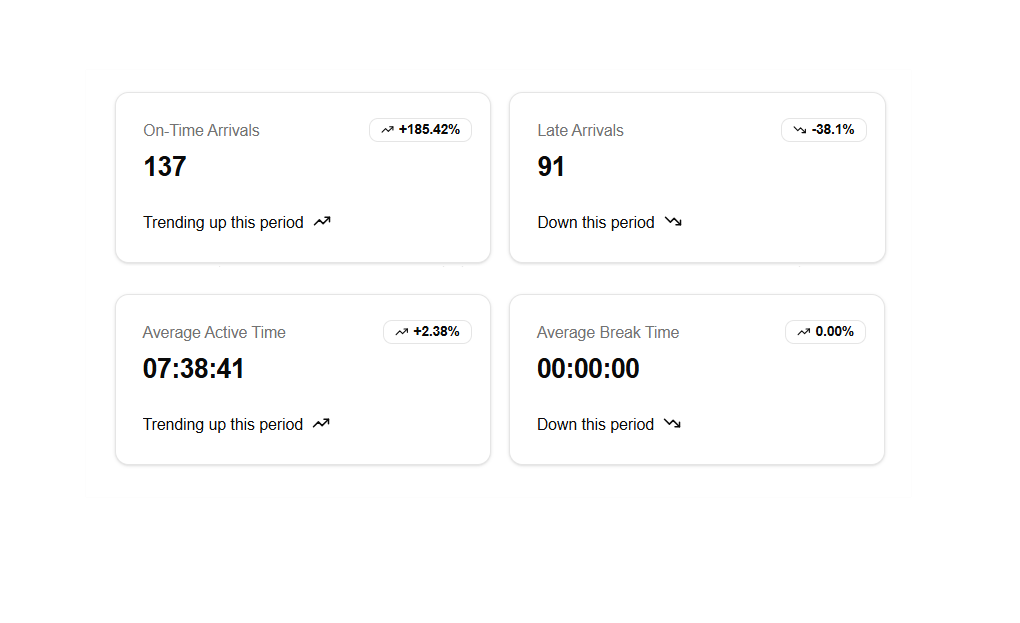 On-Time Arrivals
+185.42%
137
Trending up this period
Late Arrivals
-38.1%
91
Down this period
Average Active Time
+2.38%
07:38:41
Trending up this period
Average Break Time
0.00%
00:00:00
Down this period